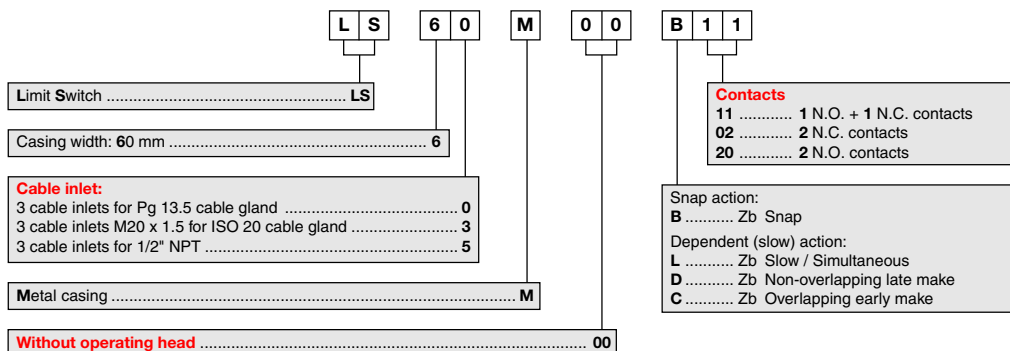 L S 6 0 M 0 0 B 1 1
Limit Switch .................................................... LS
Casing width: 60 mm ........................................................ 6
Cable inlet:
3 cable inlets for Pg 13.5 cable gland ..................................... 0
3 cable inlets M20 x 1.5 for ISO 20 cable gland ....................... 3
3 cable inlets for 1/2" NPT ....................................................... 5
Metal casing ..................................................................................... M
Without operating head .................................................................................. 00
Contacts
11 ............ 1 N.O. + 1 N.C. contacts
02 ............ 2 N.C. contacts
20 ............ 2 N.O. contacts
Snap action:
B .......... Zb Snap
Dependent (slow) action:
L ........... Zb Slow / Simultaneous
D .......... Zb Non-overlapping late make
C .......... Zb Overlapping early make